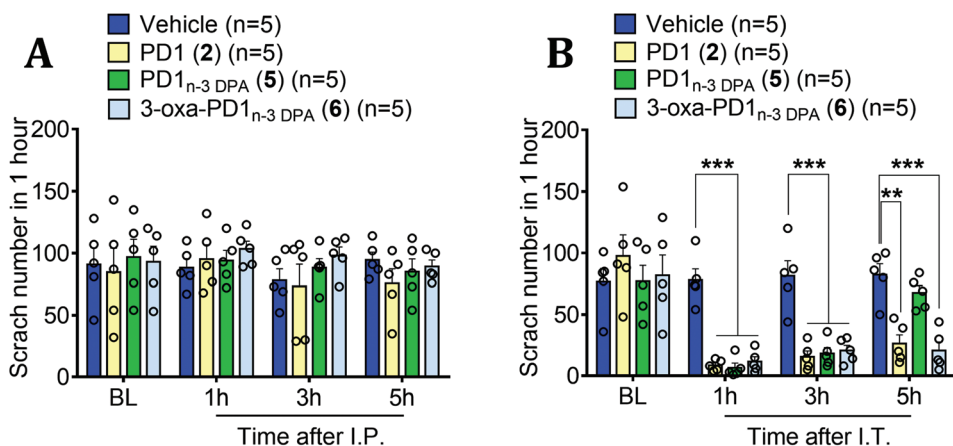 A
Vehicle (n=5)
PD1 (2) (n=5)
PD1n-3 DPA (5) (n=5)
3-oxa-PD1n-3 DPA (6) (n=5)
Scrach number in 1 hour
200
150
100
50
0
BL 1h 3h 5h
Time after I.P.
B
Vehicle (n=5)
PD1 (2) (n=5)
PD1n-3 DPA (5) (n=5)
3-oxa-PD1n-3 DPA (6) (n=5)
Scrach number in 1 hour
200
150
100
50
0
*** *** ***
**
BL 1h 3h 5h
Time after I.T.